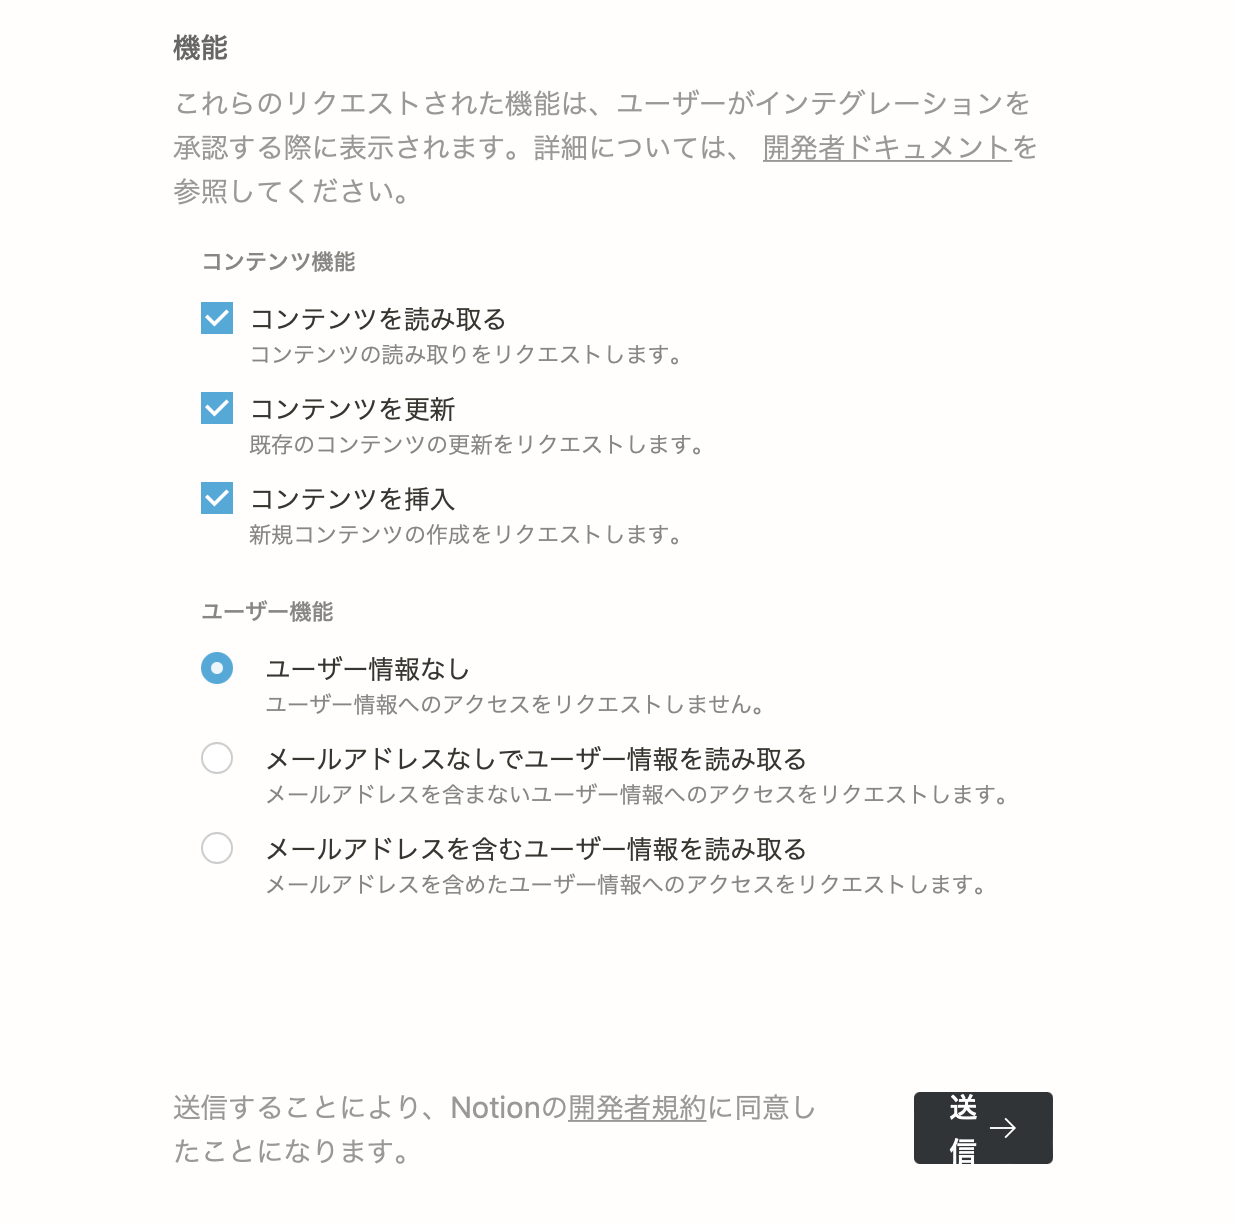 機能
これらのリクエストされた機能は、ユーザーがインテグレーションを
承認する際に表示されます。詳細については、 開発者ドキュメントを
参照してください。
コンテンツ機能
コンテンツを読み取る
コンテンツの読み取りをリクエストします。
コンテンツを更新
既存のコンテンツの更新をリクエストします。
コンテンツを挿入
新規コンテンツの作成をリクエストします。
ユーザー機能
ユーザー情報なし
ユーザー情報へのアクセスをリクエストしません。
メールアドレスなしでユーザー情報を読み取る
メールアドレスを含まないユーザー情報へのアクセスをリクエストします。
メールアドレスを含むユーザー情報を読み取る
メールアドレスを含めたユーザー情報へのアクセスをリクエストします。
送信することにより、Notionの開発者規約に同意し
たことになります。
送
信